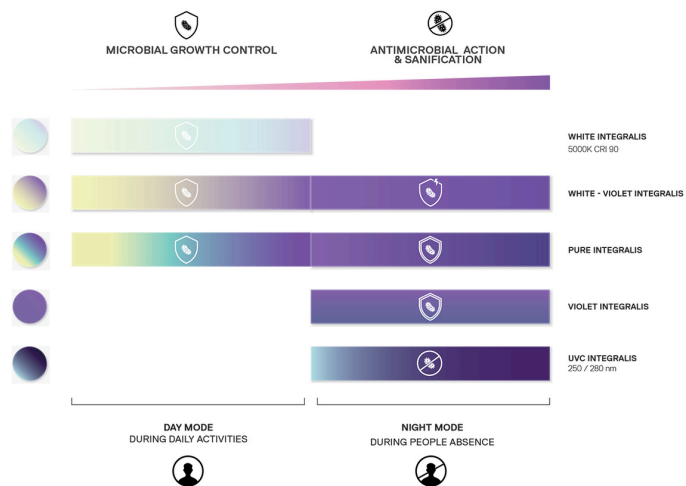 MICROBIAL GROWTH CONTROL
ANTIMICROBIAL ACTION
& SANIFICATION
WHITE INTEGRALIS
5000K CRI 90
WHITE - VIOLET INTEGRALIS
PURE INTEGRALIS
VIOLET INTEGRALIS
UVC INTEGRALIS
250 / 280 nm
DAY MODE
DURING DAILY ACTIVITIES
NIGHT MODE
DURING PEOPLE ABSENCE